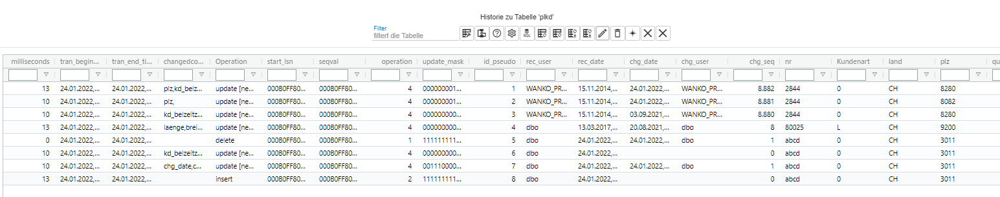 Historie zu Tabelle 'plkd'
Filter
filtert die Tabelle
SQL
milliseconds tran_begin... tran_end_ti... changedco... Operation start_lsn seqval operation update_mask id_pseudo rec_user rec_date chg_date chg_user chg_seq nr Kundenart land plz qu
13 24.01.2022,... 24.01.2022,... plz,kd_belz... update [ne... 000B0FF80... 000B0FF80... 4 000000001... 1 WANKO_PR... 15.11.2014,... 24.01.2022,... WANKO_PR... 8.882 2844 0 CH 8280
10 24.01.2022,... 24.01.2022,... plz, update [ne... 000B0FF80... 000B0FF80... 4 000000001... 2 WANKO_PR... 15.11.2014,... 24.01.2022,... WANKO_PR... 8.881 2844 0 CH 8082
10 24.01.2022,... 24.01.2022,... kd_belzeitz... update [ne... 000B0FF80... 000B0FF80... 4 000000000... 3 WANKO_PR... 15.11.2014,... 03.09.2021,... WANKO_PR... 8.880 2844 0 CH 8280
13 24.01.2022,... 24.01.2022,... laenge,brei... update [ne... 000B0FF80... 000B0FF80... 4 000000000... 4 dbo 13.03.2017,... 20.08.2021,... dbo 8 80025 L CH 9200
0 24.01.2022,... 24.01.2022,... delete 000B0FF80... 000B0FF80... 1 111111111... 5 dbo 24.01.2022,... 24.01.2022,... dbo 1 abcd 0 CH 3011
10 24.01.2022,... 24.01.2022,... kd_belzeitz... update [ne... 000B0FF80... 000B0FF80... 4 000000000... 6 dbo 24.01.2022,... 0 abcd 0 CH 3011
10 24.01.2022,... 24.01.2022,... chg_date,c... update [ne... 000B0FF80... 000B0FF80... 4 001110000... 7 dbo 24.01.2022,... 24.01.2022,... dbo 1 abcd 0 CH 3011
13 24.01.2022,... 24.01.2022,... insert 000B0FF80... 000B0FF80... 2 111111111... 8 dbo 24.01.2022,... 0 abcd 0 CH 3011